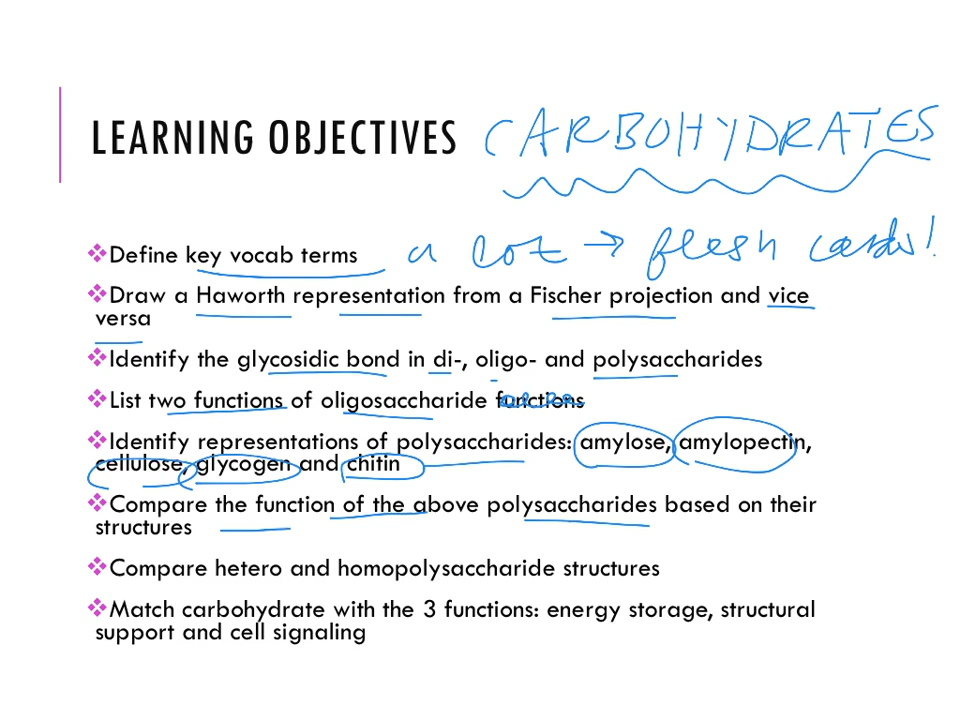 LEARNING OBJECTIVES CARBOHYDRATES
❖Define key vocab terms a lot → flash cards!
❖Draw a Haworth representation from a Fischer projection and vice
versa
❖Identify the glycosidic bond in di-, oligo- and polysaccharides
❖List two functions of oligosaccharide functions
❖Identify representations of polysaccharides: amylose, amylopectin,
cellulose, glycogen and chitin
❖Compare the function of the above polysaccharides based on their
structures
❖Compare hetero and homopolysaccharide structures
❖Match carbohydrate with the 3 functions: energy storage, structural
support and cell signaling